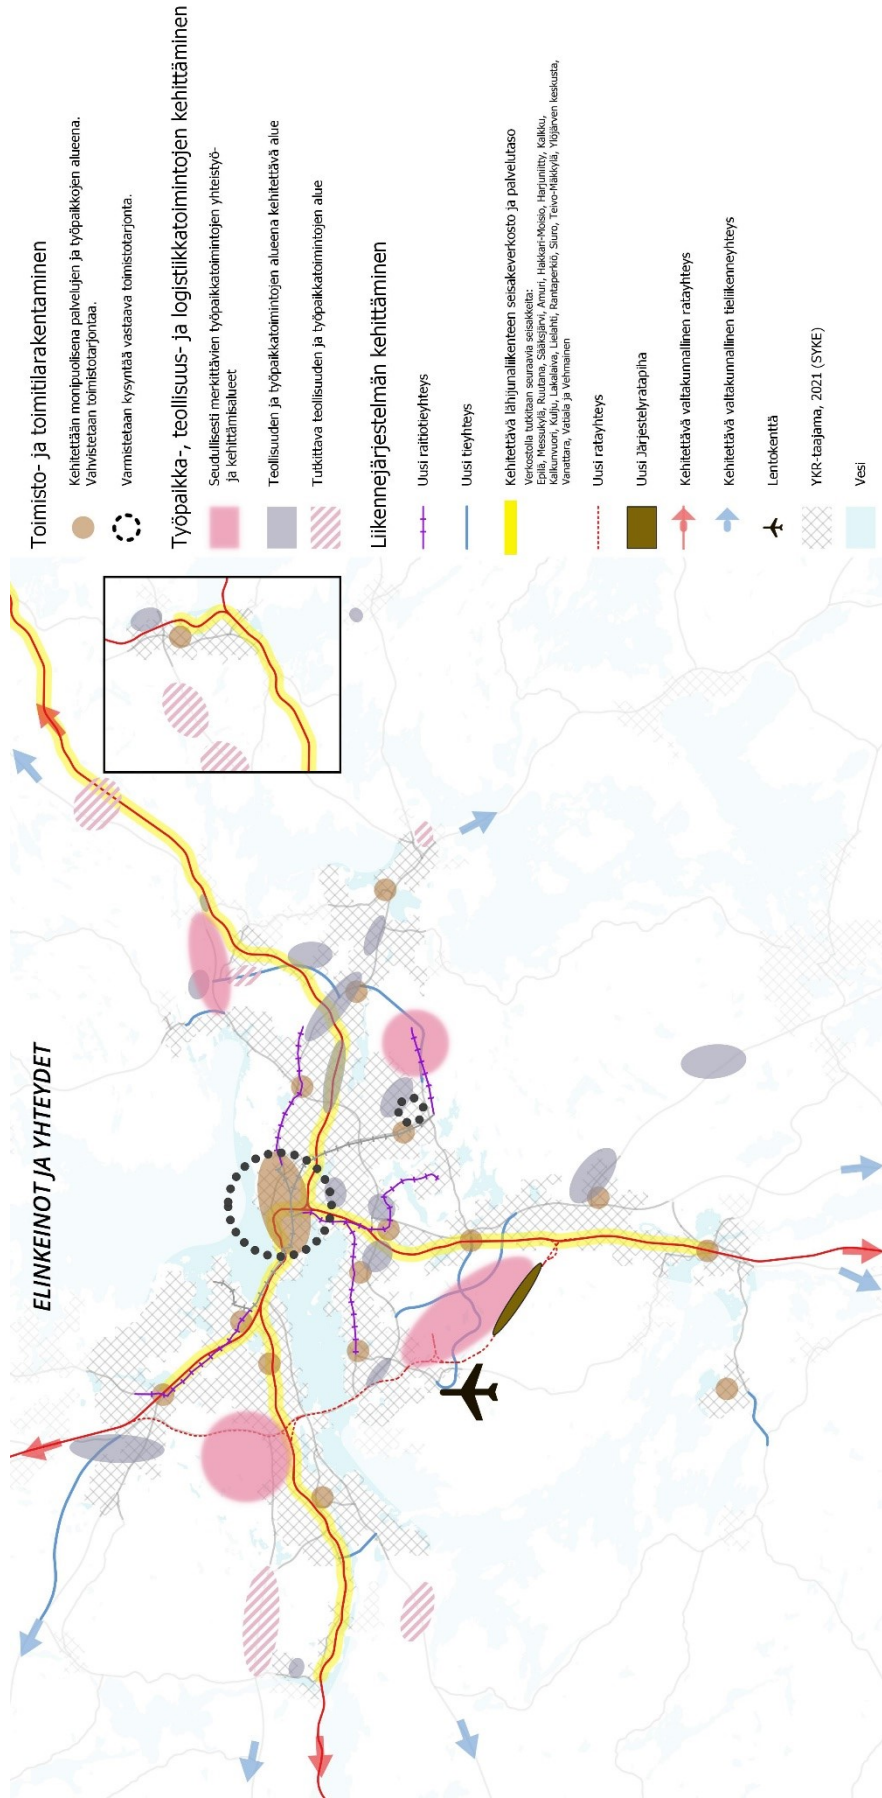 ELINKEINOT JA YHTEYDET
Toimisto- ja toimitilarakentaminen
Kehitettään monipuolisena palvelujen ja työpaikkojen alueena.
Vahvistetaan toimistotarjontaa.
Varmistetaan kysyntää vastaava toimistotarjonta.
Työpaikka-, teollisuus- ja logistiikkatoimintojen kehittäminen
Seudullisesti merkittävien työpaikkatoimintojen yhteistyö-
ja kehittämisalueet
Teollisuuden ja työpaikkatoimintojen alueena kehitettävä alue
Tutkittava teollisuuden ja työpaikkatoimintojen alue
Liikennejärjestelmän kehittäminen
Uusi raitiotieyhteys
Uusi tieyhteys
Kehitettävä lähijunaliikenteen seisakeverkosto ja palvelutaso
Verkostolla tutkitaan seuraavia seisakkeita:
Epilä, Messukylä, Ruutana, Sääksjärvi, Amuri, Hakkari-Moisio, Harjuniitty, Kalkku,
Kalkunvuori, Kulju, Lakalaiva, Lielahti, Rantaperkiö, Siuro, Teivo-Mäkkylä, Ylöjärven keskusta,
Vanattara, Vatiala ja Vehmainen
Uusi ratayhteys
Uusi Järjestelyratapiha
Kehitettävä valtakunnallinen ratayhteys
Kehitettävä valtakunnallinen tieliikenneyhteys
Lentokenttä
YKR-taajama, 2021 (SYKE)
Vesi